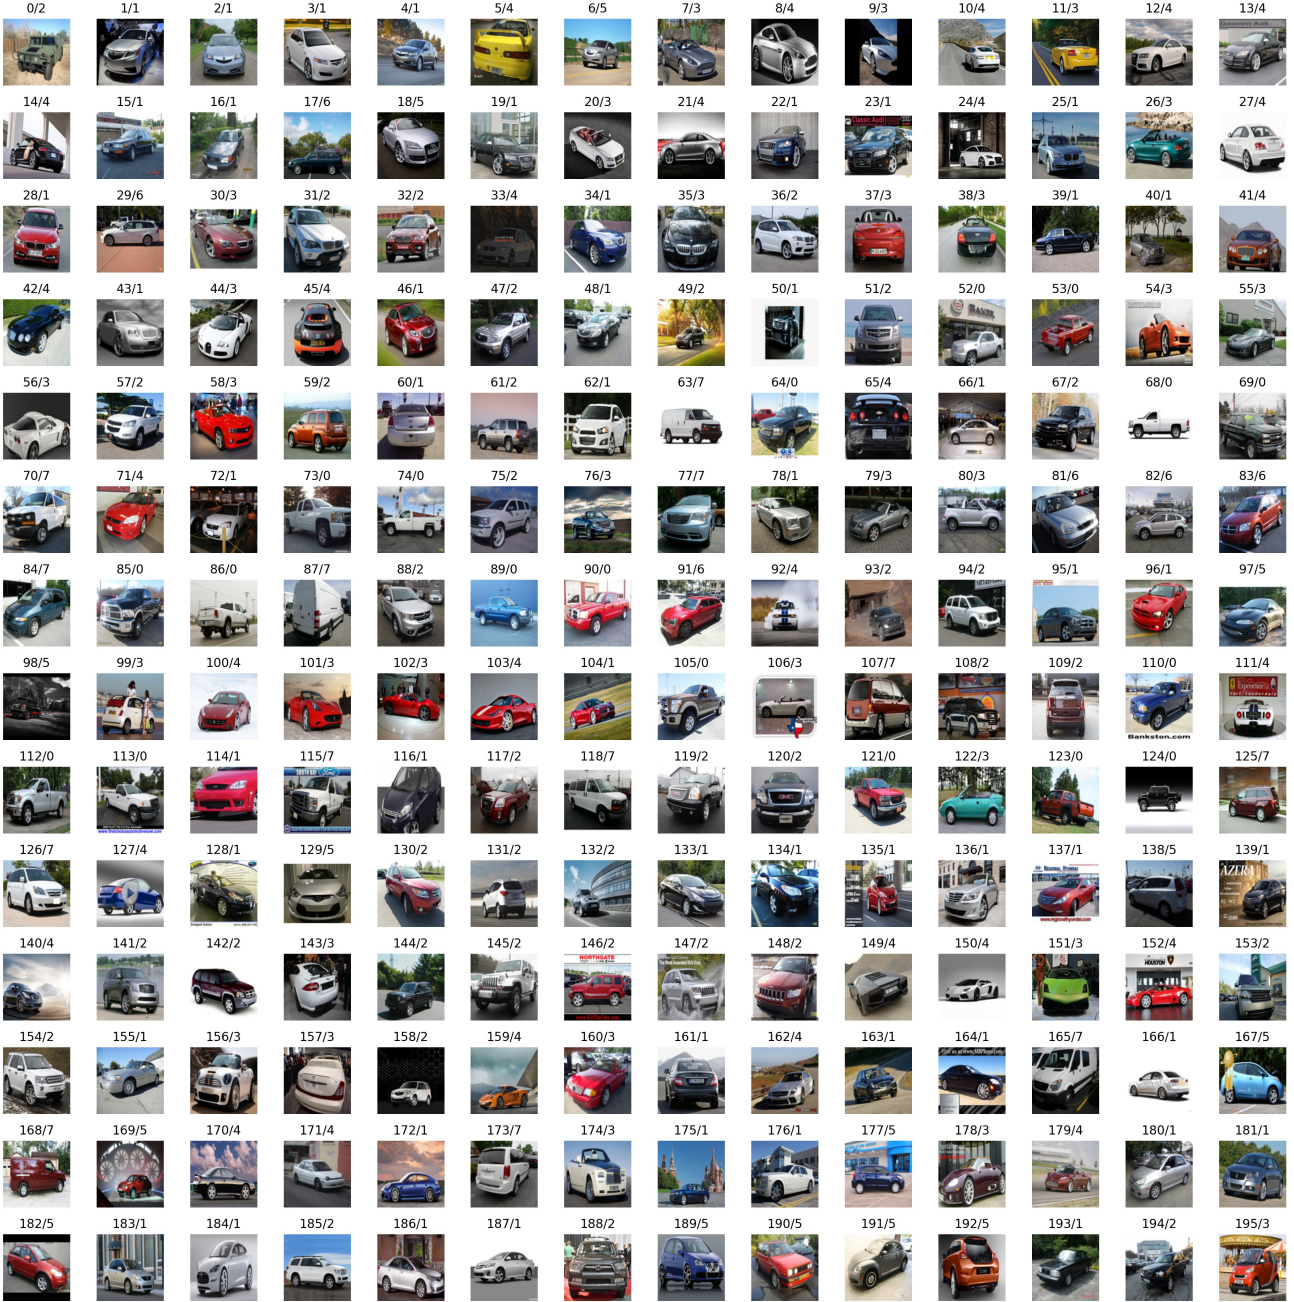 0/2 1/1 2/1 3/1 4/1 5/4 6/5 7/3 8/4 9/3 10/4 11/3 12/4 13/4
Gwinnett Audi
14/4 15/1 16/1 17/6 18/5 19/1 20/3 21/4 22/1 23/1 24/4 25/1 26/3 27/4
Classic Audi
28/1 29/6 30/3 31/2 32/2 33/4 34/1 35/3 36/2 37/3 38/3 39/1 40/1 41/4
42/4 43/1 44/3 45/4 46/1 47/2 48/1 49/2 50/1 51/2 52/0 53/0 54/3 55/3
56/3 57/2 58/3 59/2 60/1 61/2 62/1 63/7 64/0 65/4 66/1 67/2 68/0 69/0
70/7 71/4 72/1 73/0 74/0 75/2 76/3 77/7 78/1 79/3 80/3 81/6 82/6 83/6
84/7 85/0 86/0 87/7 88/2 89/0 90/0 91/6 92/4 93/2 94/2 95/1 96/1 97/5
98/5 99/3 100/4 101/3 102/3 103/4 104/1 105/0 106/3 107/7 108/2 109/2 110/0 111/4
Experience
Bankston.com
112/0 113/0 114/1 115/7 116/1 117/2 118/7 119/2 120/2 121/0 122/3 123/0 124/0 125/7
SOUTH BAY Ford
GMC
126/7 127/4 128/1 129/5 130/2 131/2 132/2 133/1 134/1 135/1 136/1 137/1 138/5 139/1
REGIONAL HYUNDAI
AZERA
www.regionalhyundai.com
140/4 141/2 142/2 143/3 144/2 145/2 146/2 147/2 148/2 149/4 150/4 151/3 152/4 153/2
NORTHGATE
HOUSTON
154/2 155/1 156/3 157/3 158/2 159/4 160/3 161/1 162/4 163/1 164/1 165/7 166/1 167/5
168/7 169/5 170/4 171/4 172/1 173/7 174/3 175/1 176/1 177/5 178/3 179/4 180/1 181/1
182/5 183/1 184/1 185/2 186/1 187/1 188/2 189/5 190/5 191/5 192/5 193/1 194/2 195/3